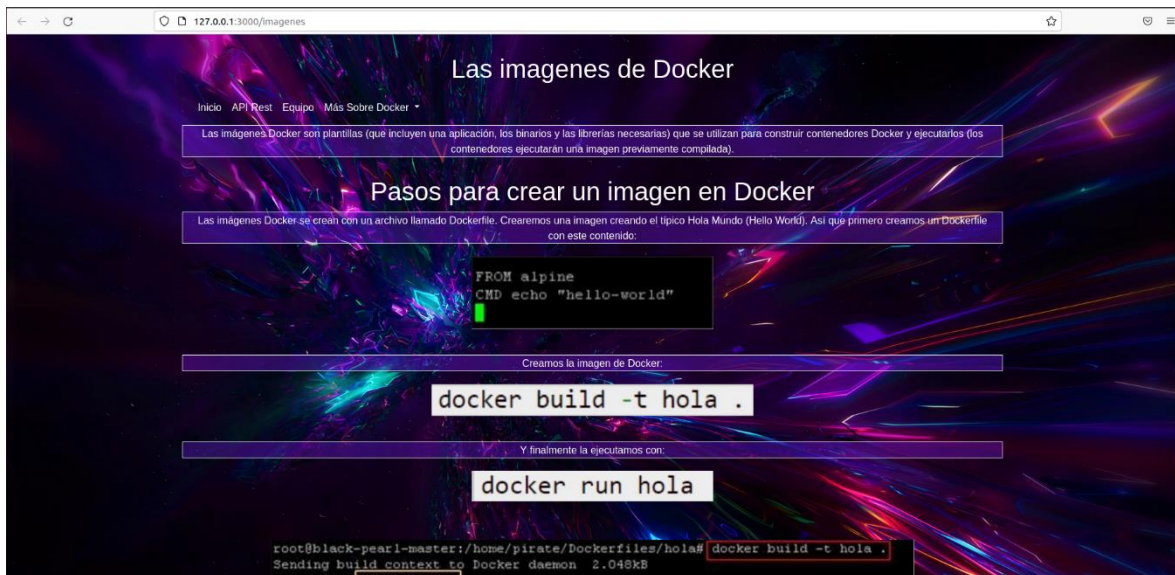 127.0.0.1:3000/imagenes
Las imagenes de Docker
Inicio API Rest Equipo Más Sobre Docker
Las imágenes Docker son plantillas (que incluyen una aplicación, los binarios y las librerías necesarias) que se utilizan para construir contenedores Docker y ejecutarlos (los
contenedores ejecutarán una imagen previamente compilada).
Pasos para crear un imagen en Docker
Las imágenes Docker se crean con un archivo llamado Dockerfile. Crearemos una imagen creando el típico Hola Mundo (Hello World). Así que primero creamos un Dockerfile
con este contenido:
FROM alpine
CMD echo "hello-world"
Creamos la imagen de Docker:
docker build -t hola .
Y finalmente la ejecutamos con:
docker run hola
root@black-pearl-master:/home/pirate/Dockerfiles/hola# docker build -t hola .
Sending build context to Docker daemon 2.048kB